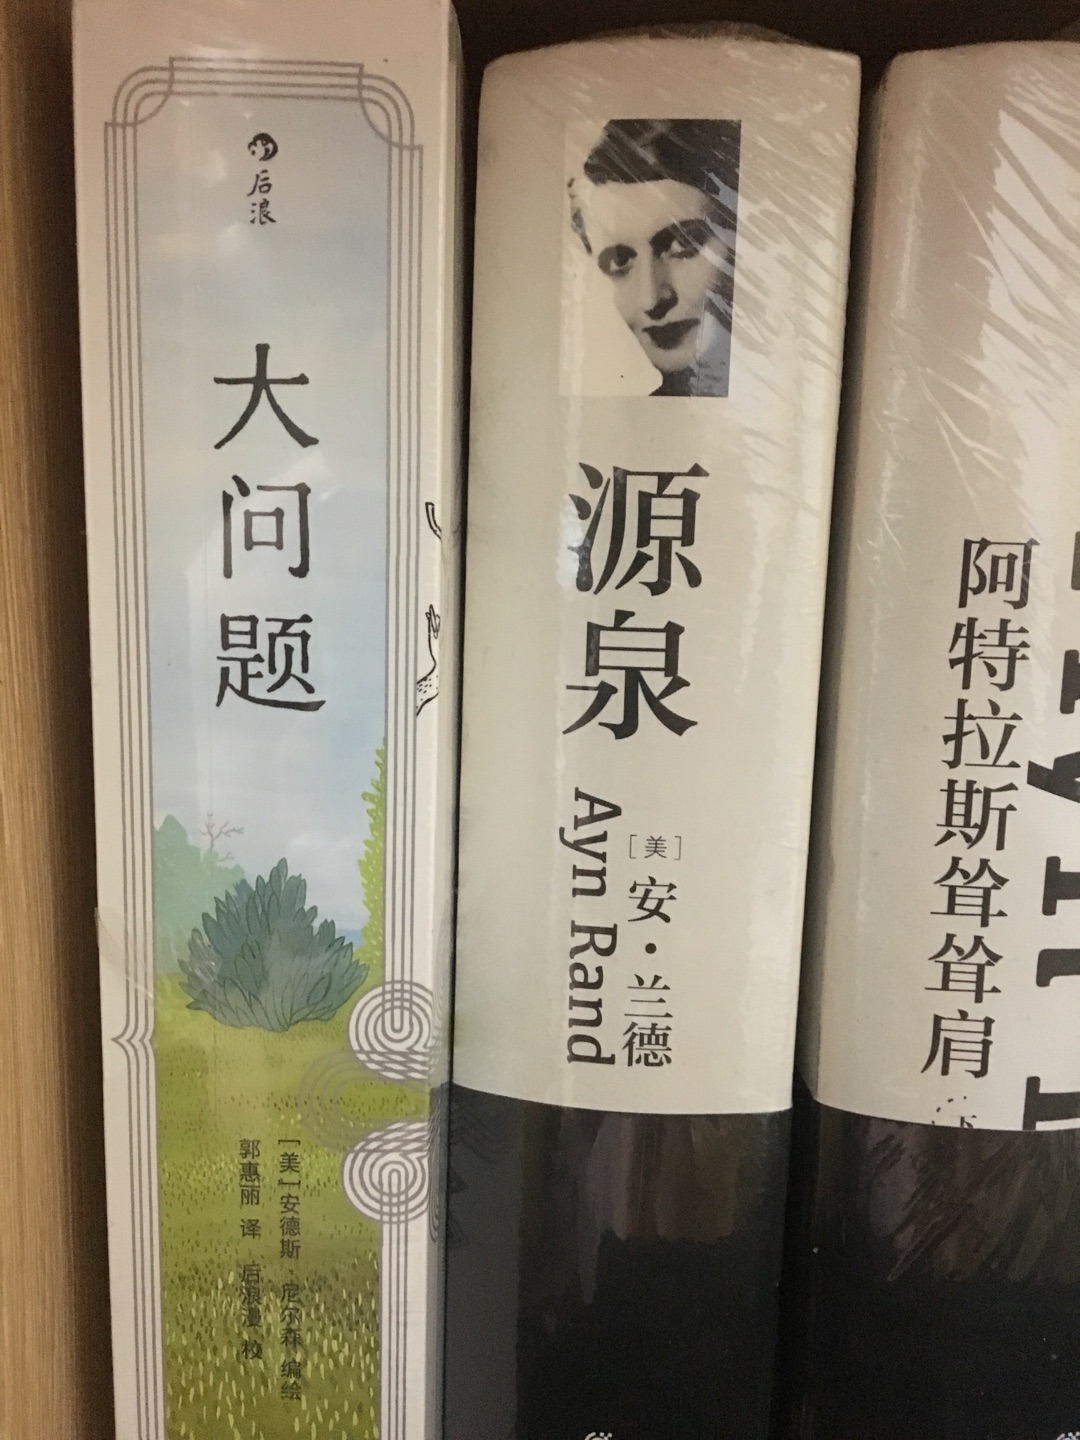 后浪
大问题
[美]安德斯·尼尔森 编绘
郭惠丽 译 后浪漫 校
源泉
[美]安·兰德
Ayn Rand
阿特拉斯耸耸肩
下